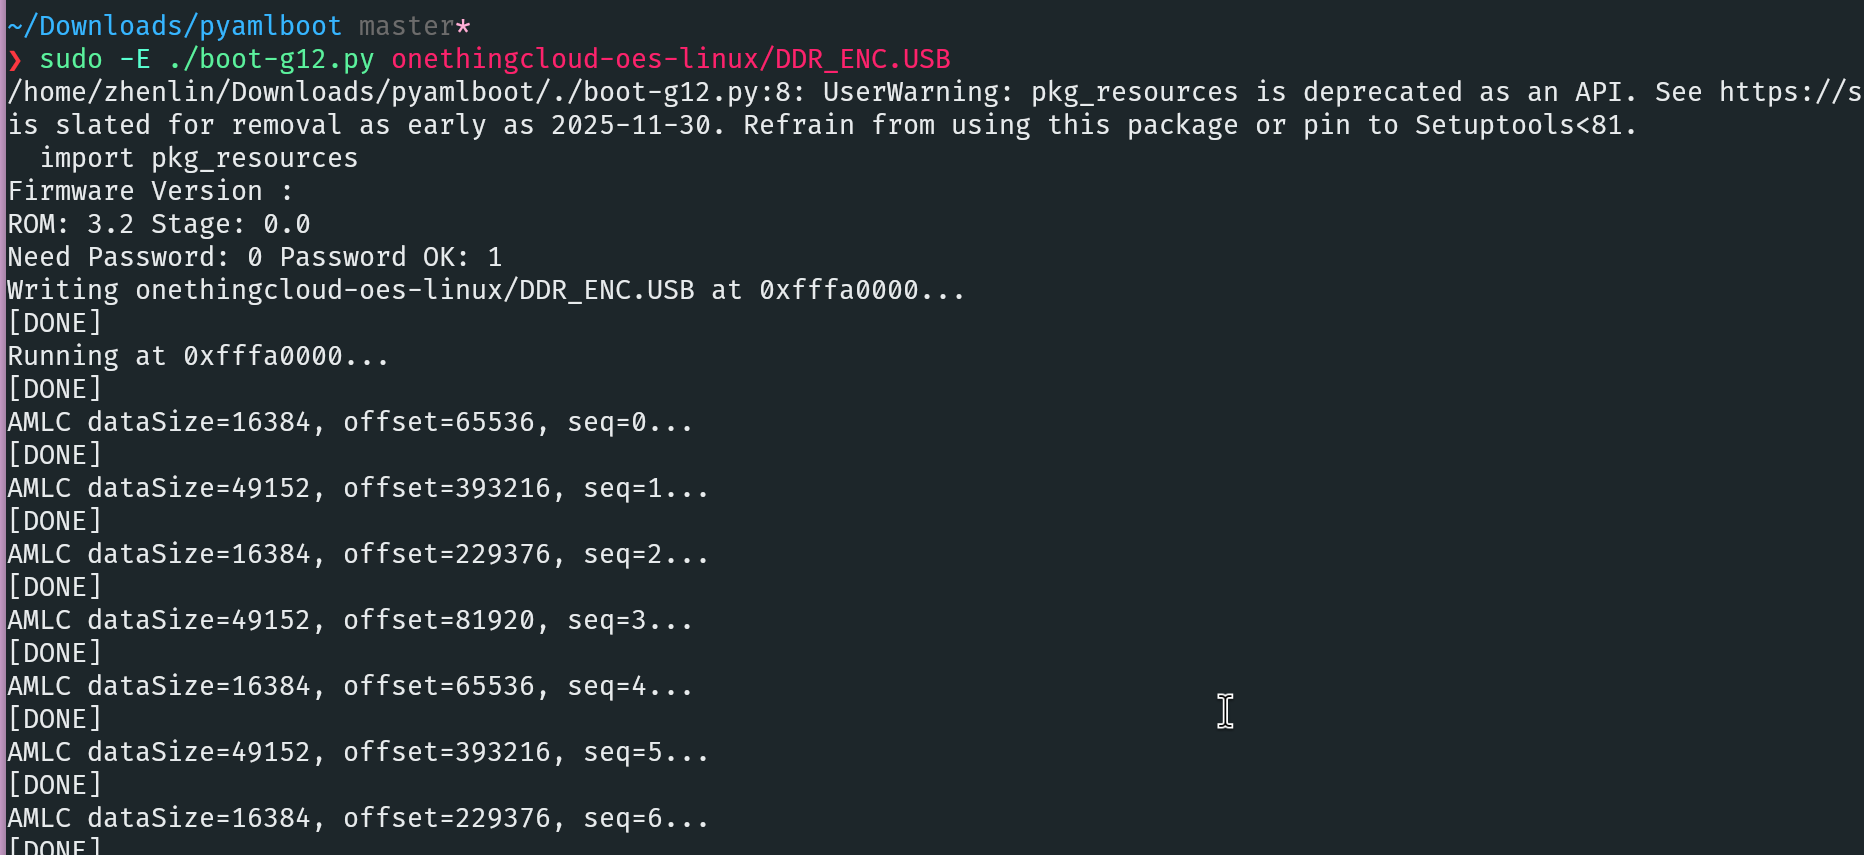 ~/Downloads/pyamlboot master*
❯ sudo -E ./boot-g12.py onethingcloud-oes-linux/DDR_ENC.USB
/home/zhenlin/Downloads/pyamlboot/./boot-g12.py:8: UserWarning: pkg_resources is deprecated as an API. See https://s
is slated for removal as early as 2025-11-30. Refrain from using this package or pin to Setuptools<81.
  import pkg_resources
Firmware Version :
ROM: 3.2 Stage: 0.0
Need Password: 0 Password OK: 1
Writing onethingcloud-oes-linux/DDR_ENC.USB at 0xfffa0000...
[DONE]
Running at 0xfffa0000...
[DONE]
AMLC dataSize=16384, offset=65536, seq=0...
[DONE]
AMLC dataSize=49152, offset=393216, seq=1...
[DONE]
AMLC dataSize=16384, offset=229376, seq=2...
[DONE]
AMLC dataSize=49152, offset=81920, seq=3...
[DONE]
AMLC dataSize=16384, offset=65536, seq=4...
[DONE]
AMLC dataSize=49152, offset=393216, seq=5...
[DONE]
AMLC dataSize=16384, offset=229376, seq=6...
[DONE]